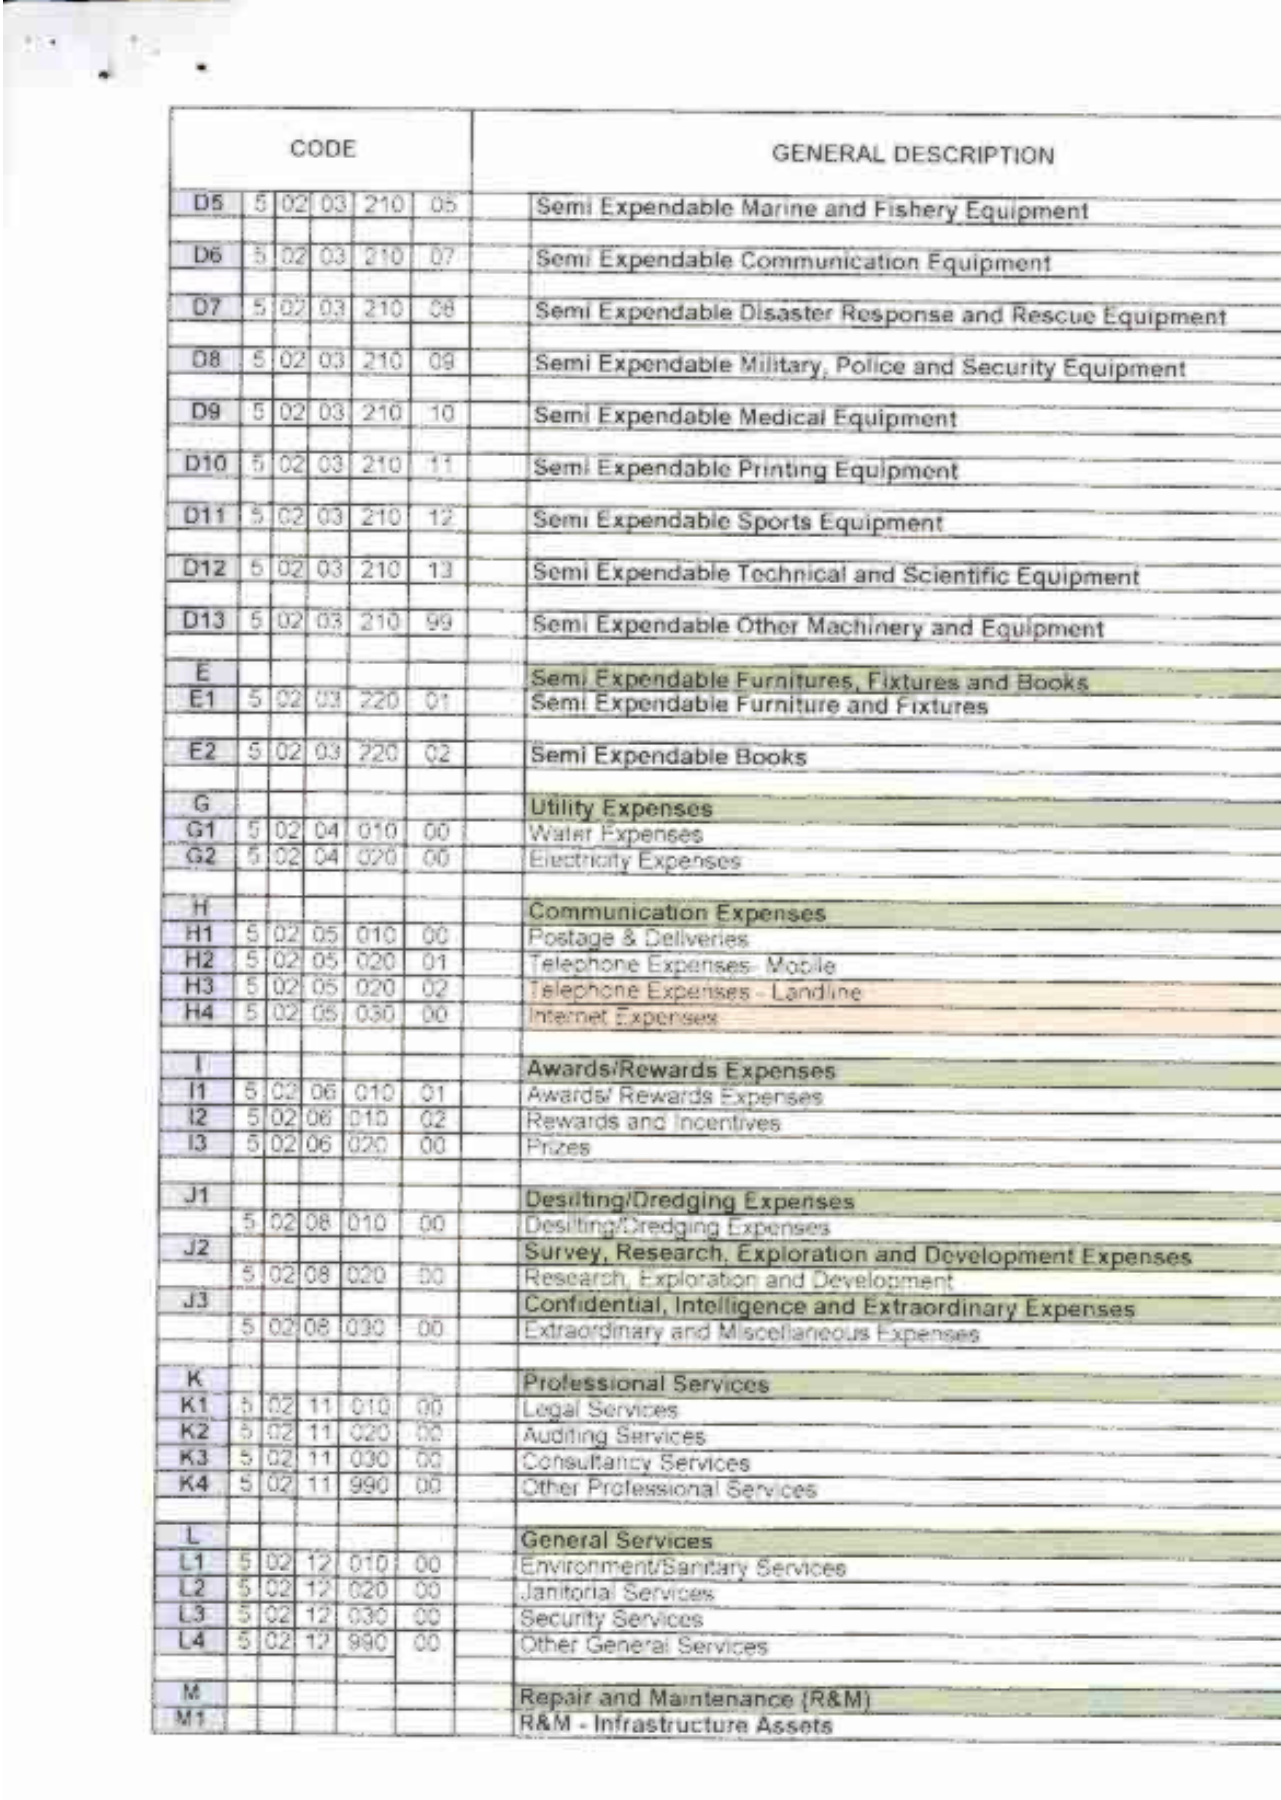 CODE GENERAL DESCRIPTION
D5 5 02 03 210 05 Semi Expendable Marine and Fishery Equipment
D6 5 02 03 210 07 Semi Expendable Communication Equipment
D7 5 02 03 210 08 Semi Expendable Disaster Response and Rescue Equipment
D8 5 02 03 210 09 Semi Expendable Military, Police and Security Equipment
D9 5 02 03 210 10 Semi Expendable Medical Equipment
D10 5 02 03 210 11 Semi Expendable Printing Equipment
D11 5 02 03 210 12 Semi Expendable Sports Equipment
D12 5 02 03 210 13 Semi Expendable Technical and Scientific Equipment
D13 5 02 03 210 99 Semi Expendable Other Machinery and Equipment
E Semi Expendable Furnitures, Fixtures and Books
E1 5 02 03 220 01 Semi Expendable Furniture and Fixtures
E2 5 02 03 220 02 Semi Expendable Books
G Utility Expenses
G1 5 02 04 010 00 Water Expenses
G2 5 02 04 020 00 Electricity Expenses
H Communication Expenses
H1 5 02 05 010 00 Postage & Deliveries
H2 5 02 05 020 01 Telephone Expenses- Mobile
H3 5 02 05 020 02 Telephone Expenses - Landline
H4 5 02 05 030 00 Internet Expenses
I Awards/Rewards Expenses
I1 5 02 06 010 01 Awards/ Rewards Expenses
I2 5 02 06 010 02 Rewards and Incentives
I3 5 02 06 020 00 Prizes
J1 Desilting/Dredging Expenses
5 02 08 010 00 Desilting/Dredging Expenses
J2 Survey, Research, Exploration and Development Expenses
5 02 08 020 00 Research, Exploration and Development
J3 Confidential, Intelligence and Extraordinary Expenses
5 02 08 030 00 Extraordinary and Miscellaneous Expenses
K Professional Services
K1 5 02 11 010 00 Legal Services
K2 5 02 11 020 00 Auditing Services
K3 5 02 11 030 00 Consultancy Services
K4 5 02 11 990 00 Other Professional Services
L General Services
L1 5 02 12 010 00 Environment/Sanitary Services
L2 5 02 12 020 00 Janitorial Services
L3 5 02 12 030 00 Security Services
L4 5 02 12 990 00 Other General Services
M Repair and Maintenance (R&M)
M1 R&M - Infrastructure Assets